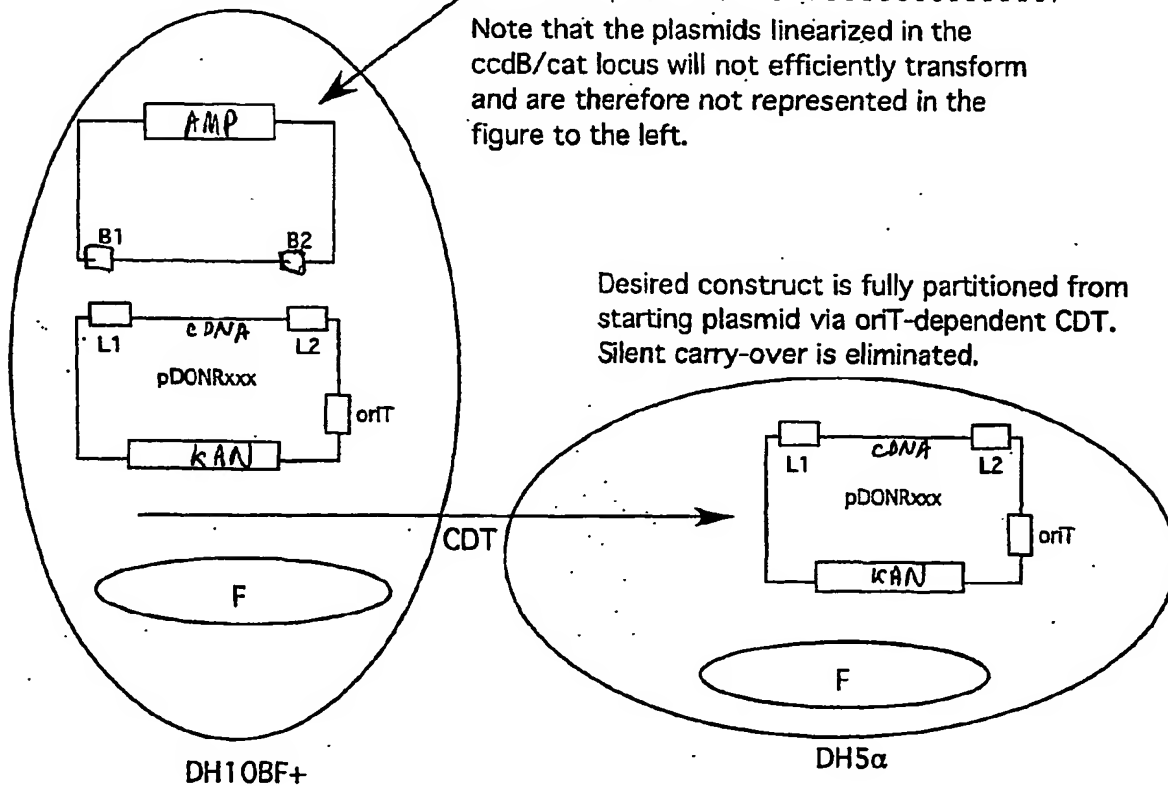 Note that the plasmids linearized in the
ccdB/cat locus will not efficiently transform
and are therefore not represented in the
figure to the left.
AMP
B1
B2
L1
cDNA
L2
pDONRxxx
oriT
KAN
F
DH10BF+
Desired construct is fully partitioned from
starting plasmid via oriT-dependent CDT.
Silent carry-over is eliminated.
CDT
L1
cDNA
L2
pDONRxxx
oriT
KAN
F
DH5α